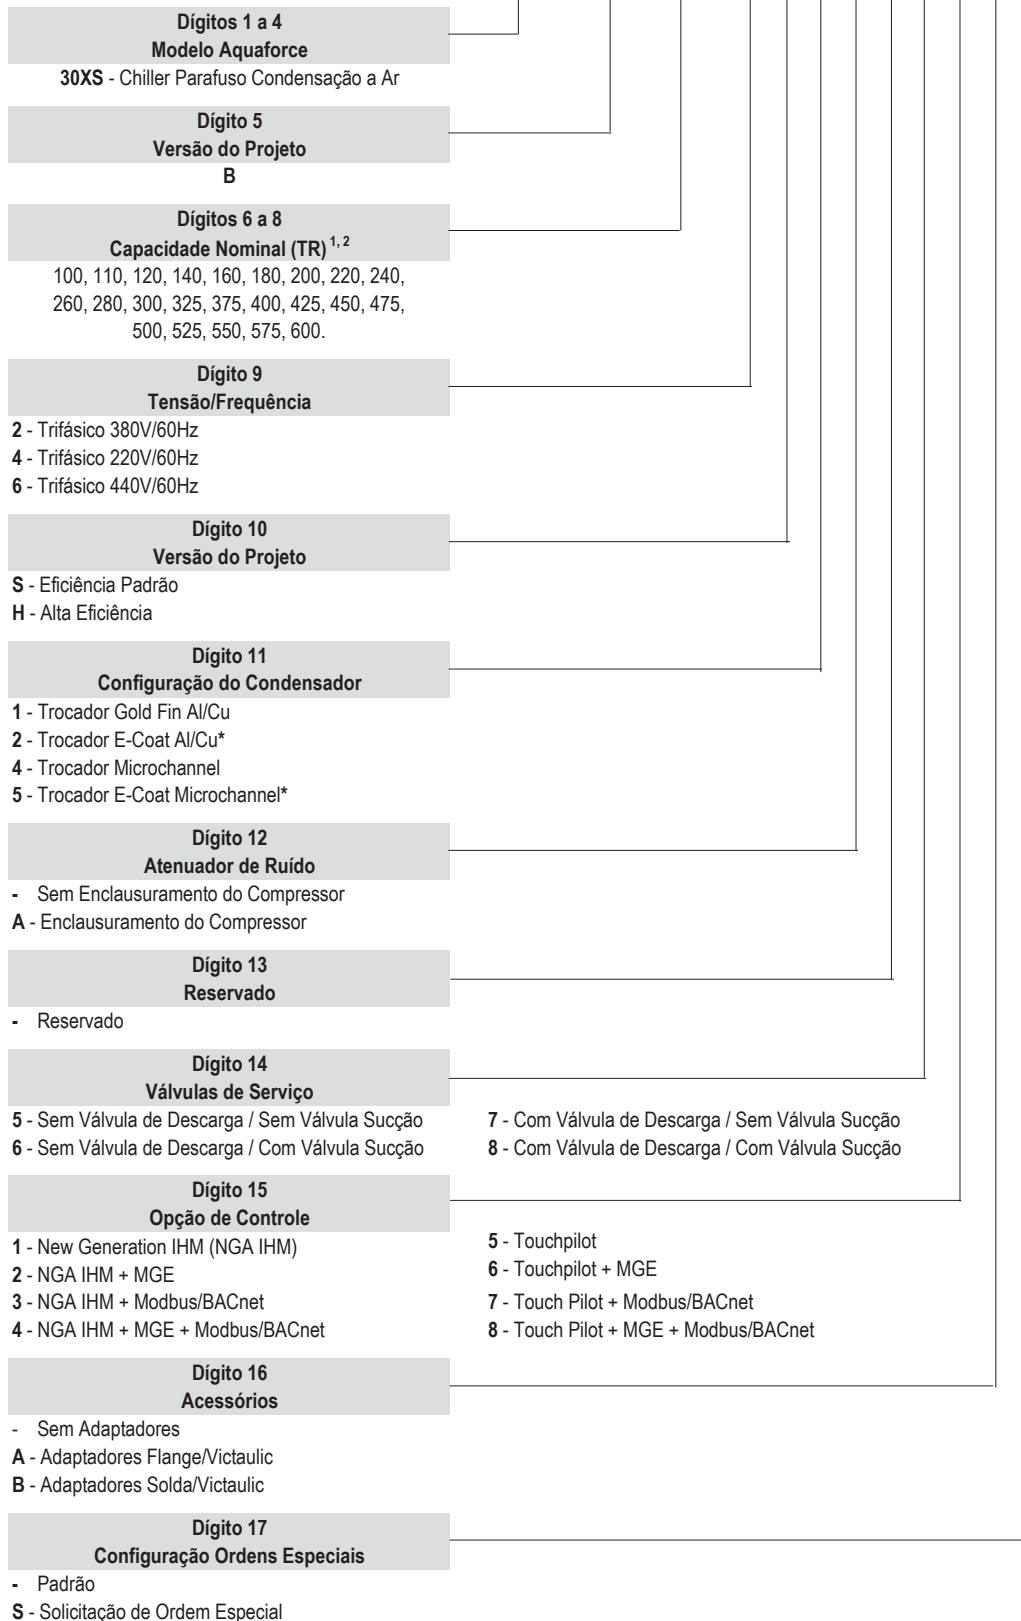 Dígitos 1 a 4
Modelo Aquaforce
30XS - Chiller Parafuso Condensação a Ar
Dígito 5
Versão do Projeto
B
Dígitos 6 a 8
Capacidade Nominal (TR) 1, 2
100, 110, 120, 140, 160, 180, 200, 220, 240,
260, 280, 300, 325, 375, 400, 425, 450, 475,
500, 525, 550, 575, 600.
Dígito 9
Tensão/Frequência
2 - Trifásico 380V/60Hz
4 - Trifásico 220V/60Hz
6 - Trifásico 440V/60Hz
Dígito 10
Versão do Projeto
S - Eficiência Padrão
H - Alta Eficiência
Dígito 11
Configuração do Condensador
1 - Trocador Gold Fin Al/Cu
2 - Trocador E-Coat Al/Cu*
4 - Trocador Microchannel
5 - Trocador E-Coat Microchannel*
Dígito 12
Atenuador de Ruído
- Sem Enclausuramento do Compressor
A - Enclausuramento do Compressor
Dígito 13
Reservado
- Reservado
Dígito 14
Válvulas de Serviço
5 - Sem Válvula de Descarga / Sem Válvula Sucção
6 - Sem Válvula de Descarga / Com Válvula Sucção
7 - Com Válvula de Descarga / Sem Válvula Sucção
8 - Com Válvula de Descarga / Com Válvula Sucção
Dígito 15
Opção de Controle
1 - New Generation IHM (NGA IHM)
2 - NGA IHM + MGE
3 - NGA IHM + Modbus/BACnet
4 - NGA IHM + MGE + Modbus/BACnet
5 - Touchpilot
6 - Touchpilot + MGE
7 - Touch Pilot + Modbus/BACnet
8 - Touch Pilot + MGE + Modbus/BACnet
Dígito 16
Acessórios
- Sem Adaptadores
A - Adaptadores Flange/Victaulic
B - Adaptadores Solda/Victaulic
Dígito 17
Configuração Ordens Especiais
- Padrão
S - Solicitação de Ordem Especial